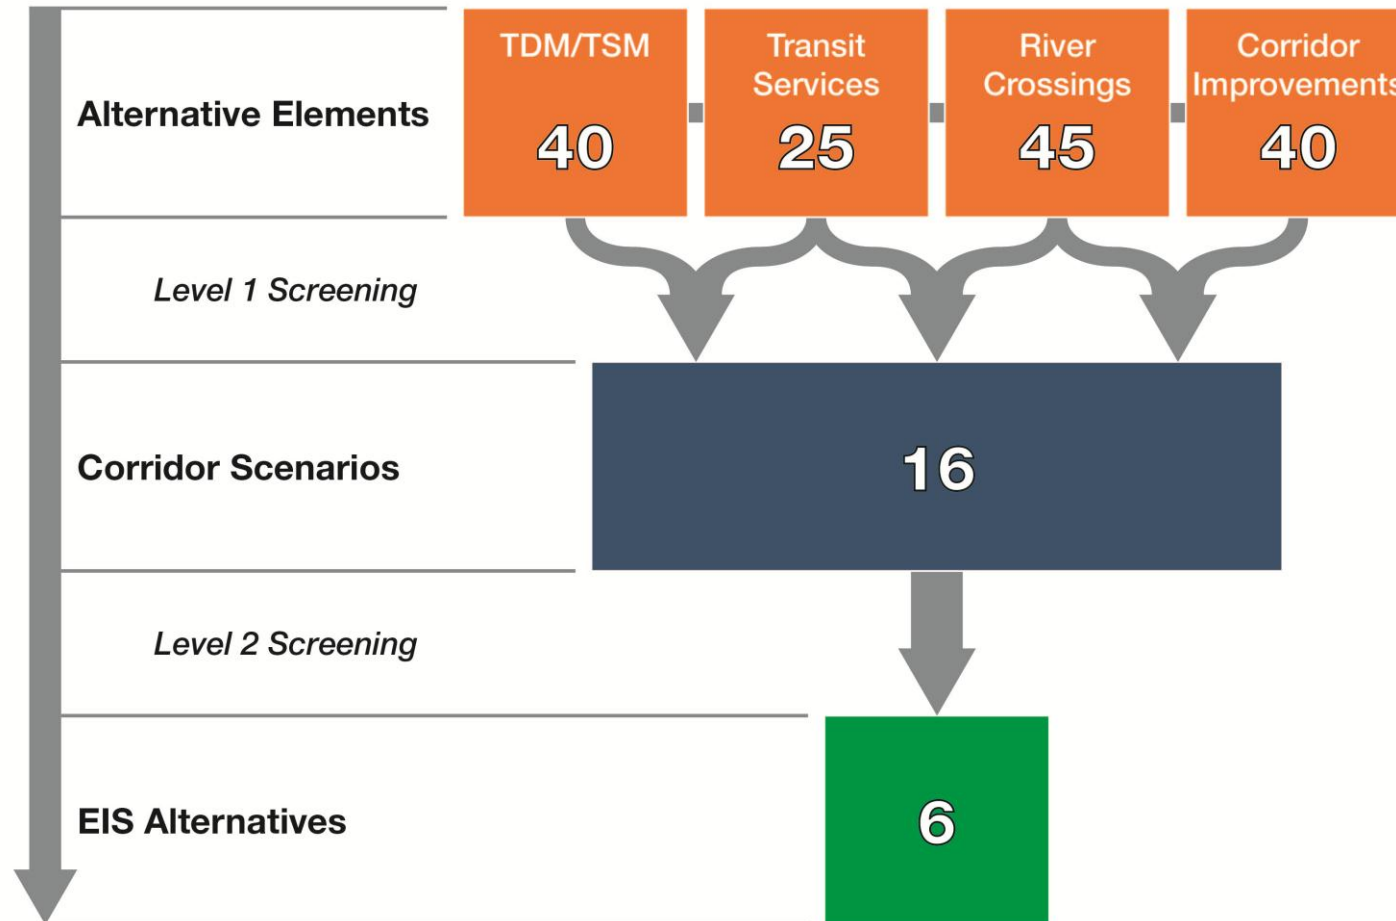 Alternative Elements
TDM/TSM
40
Transit
Services
25
River
Crossings
45
Corridor
Improvements
40
Level 1 Screening
Corridor Scenarios
16
Level 2 Screening
EIS Alternatives
6